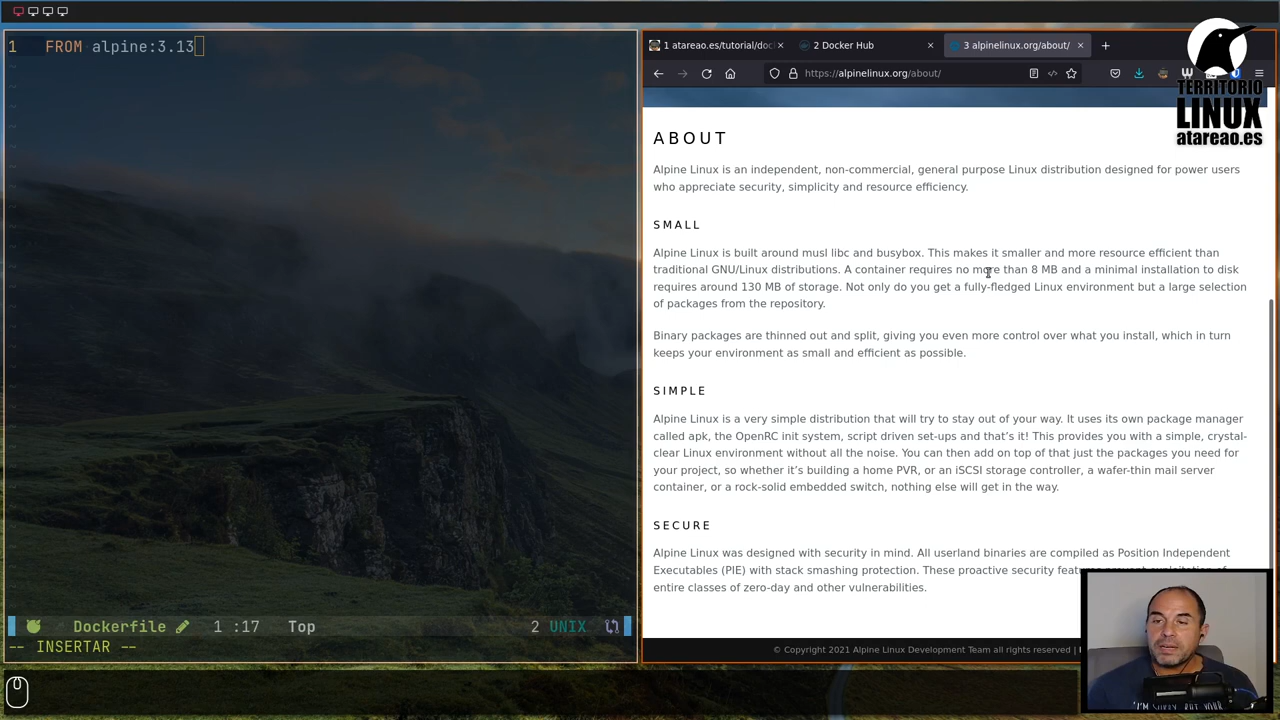 1 FROM alpine:3.13
Dockerfile 1 :17 Top 2 UNIX
-- INSERTAR --
1 atareao.es/tutorial/doc
2 Docker Hub
3 alpinelinux.org/about/
https://alpinelinux.org/about/
TERRITORIO
LINUX
atareao.es
ABOUT
Alpine Linux is an independent, non-commercial, general purpose Linux distribution designed for power users
who appreciate security, simplicity and resource efficiency.
SMALL
Alpine Linux is built around musl libc and busybox. This makes it smaller and more resource efficient than
traditional GNU/Linux distributions. A container requires no more than 8 MB and a minimal installation to disk
requires around 130 MB of storage. Not only do you get a fully-fledged Linux environment but a large selection
of packages from the repository.
Binary packages are thinned out and split, giving you even more control over what you install, which in turn
keeps your environment as small and efficient as possible.
SIMPLE
Alpine Linux is a very simple distribution that will try to stay out of your way. It uses its own package manager
called apk, the OpenRC init system, script driven set-ups and that's it! This provides you with a simple, crystal-
clear Linux environment without all the noise. You can then add on top of that just the packages you need for
your project, so whether it's building a home PVR, or an iSCSI storage controller, a wafer-thin mail server
container, or a rock-solid embedded switch, nothing else will get in the way.
SECURE
Alpine Linux was designed with security in mind. All userland binaries are compiled as Position Independent
Executables (PIE) with stack smashing protection. These proactive security features prevent exploitation of
entire classes of zero-day and other vulnerabilities.
© Copyright 2021 Alpine Linux Development Team all rights reserved |